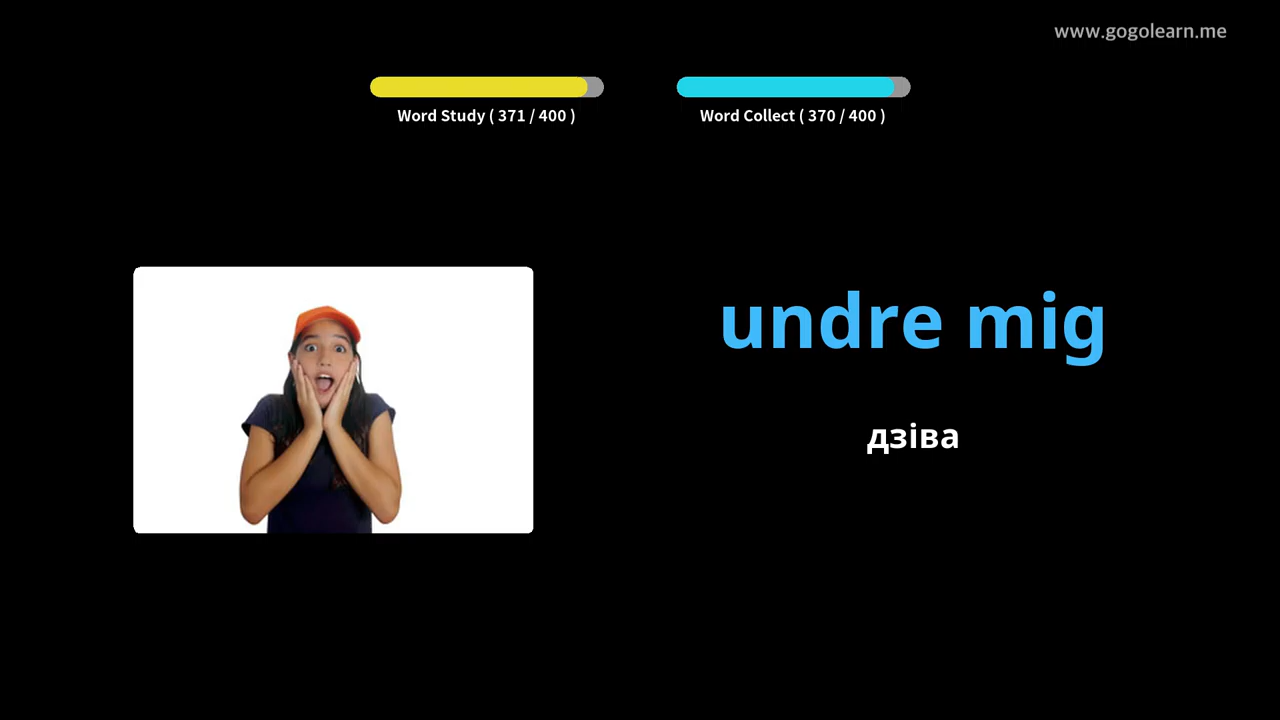 www.gogolearn.me
Word Study ( 371 / 400 )
Word Collect ( 370 / 400 )
undre mig
дзіва